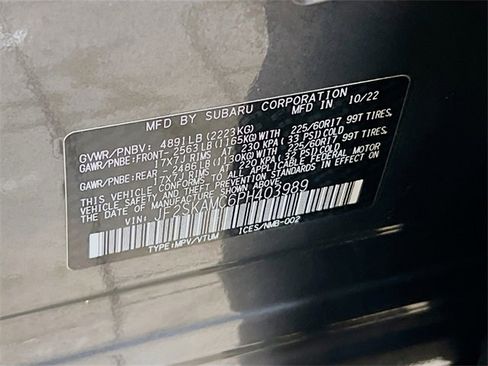 MFD BY SUBARU CORPORATION
MFD. IN 10/22
GVWR/PNBV: 4891LB(2223KG)
GAWR/PNBE:FRONT- 2563LB(1165KG)WITH 225/60R17 99T TIRES,
17X7J RIMS AT 230 KPA (33 PSI)COLD
GAWR/PNBE:REAR - 2486LB(1130KG)WITH 225/60R17 99T TIRES,
17X7J RIMS AT 220 KPA (32 PSI)COLD
THIS VEHICLE CONFORMS TO ALL APPLICABLE FEDERAL MOTOR
VEHICLE SAFETY AND THEFT PREVENTION STANDARDS
IN EFFECT ON THE DATE OF MANUFACTURE SHOWN ABOVE.
VIN: JF2SKAMC6PH403989
TYPE:MPV/VTUM ICES/NMB-002